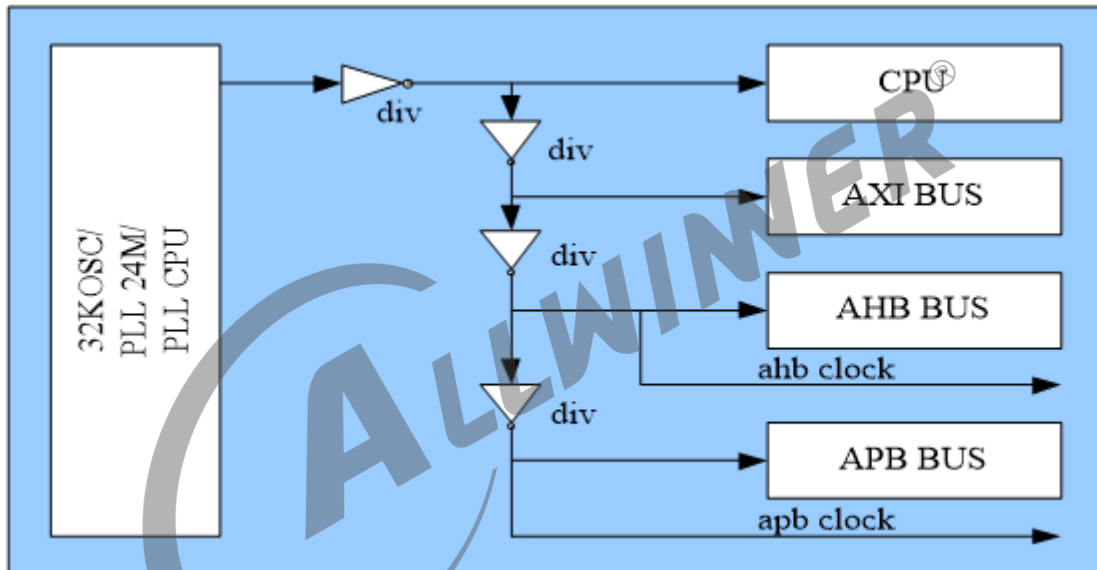 32KOSC/
PLL 24M/
PLL CPU
div
CPU
div
AXI BUS
div
AHB BUS
ahb clock
div
APB BUS
apb clock
ALLWINNER®